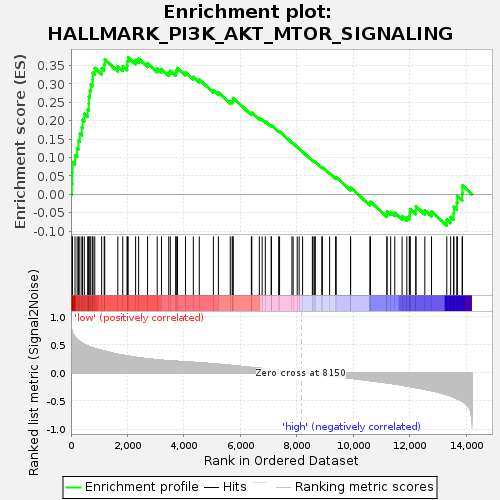 Enrichment plot:
HALLMARK_PI3K_AKT_MTOR_SIGNALING
Enrichment score (ES)
0.35
0.30
0.25
0.20
0.15
0.10
0.05
0.00
-0.05
-0.10
'low' (positively correlated)
Ranked list metric (Signal2Noise)
1.0
0.5
0.0
-0.5
-1.0
Zero cross at 8150
'high' (negatively correlated)
0
2,000
4,000
6,000
8,000
10,000
12,000
14,000
Rank in Ordered Dataset
Enrichment profile
Hits
Ranking metric scores